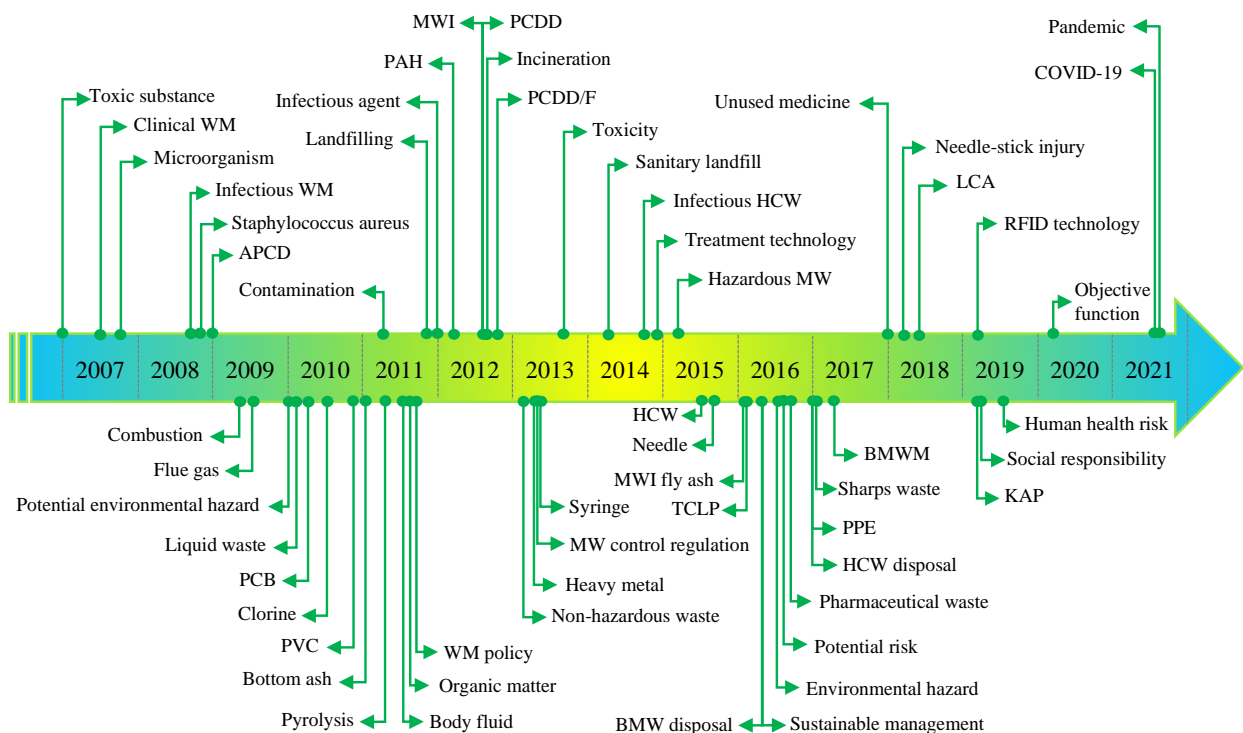 MWI
PCDD
Pandemic
PAH
Incineration
COVID-19
Toxic substance
Infectious agent
PCDD/F
Unused medicine
Clinical WM
Landfilling
Toxicity
Needle-stick injury
Microorganism
Sanitary landfill
LCA
Infectious WM
Infectious HCW
Staphylococcus aureus
RFID technology
Treatment technology
APCD
Hazardous MW
Contamination
Objective
function
2007
2008
2009
2010
2011
2012
2013
2014
2015
2016
2017
2018
2019
2020
2021
HCW
Human health risk
Combustion
Needle
BMWM
Social responsibility
Flue gas
MWI fly ash
Sharps waste
KAP
Potential environmental hazard
Syringe
TCLP
PPE
Liquid waste
MW control regulation
HCW disposal
PCB
Heavy metal
Pharmaceutical waste
Clorine
Non-hazardous waste
PVC
WM policy
Potential risk
Bottom ash
Organic matter
Environmental hazard
Pyrolysis
Body fluid
BMW disposal
Sustainable management